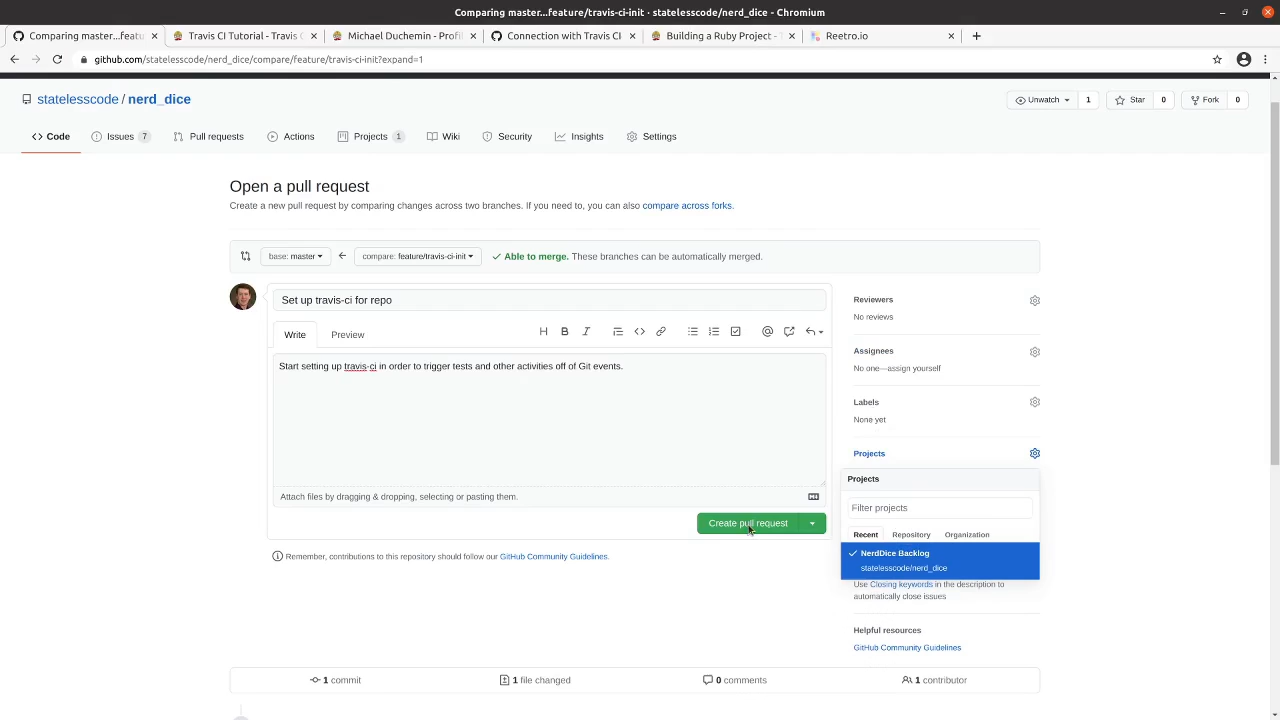 Comparing master...feature/travis-ci-init · statelesscode/nerd_dice - Chromium
Comparing master...featu
Travis CI Tutorial - Travis C
Michael Duchemin - Profil
Connection with Travis CI
Building a Ruby Project - T
Reetro.io
github.com/statelesscode/nerd_dice/compare/feature/travis-ci-init?expand=1
statelesscode / nerd_dice
Unwatch 1
Star 0
Fork 0
Code
Issues 7
Pull requests
Actions
Projects 1
Wiki
Security
Insights
Settings
Open a pull request
Create a new pull request by comparing changes across two branches. If you need to, you can also compare across forks.
base: master
compare: feature/travis-ci-init
Able to merge. These branches can be automatically merged.
Set up travis-ci for repo
Write
Preview
Start setting up travis-ci in order to trigger tests and other activities off of Git events.
Attach files by dragging & dropping, selecting or pasting them.
Create pull request
Remember, contributions to this repository should follow our GitHub Community Guidelines.
Reviewers
No reviews
Assignees
No one—assign yourself
Labels
None yet
Projects
Projects
Filter projects
Recent
Repository
Organization
NerdDice Backlog
statelesscode/nerd_dice
Use Closing keywords in the description to
automatically close issues
Helpful resources
GitHub Community Guidelines
1 commit
1 file changed
0 comments
1 contributor